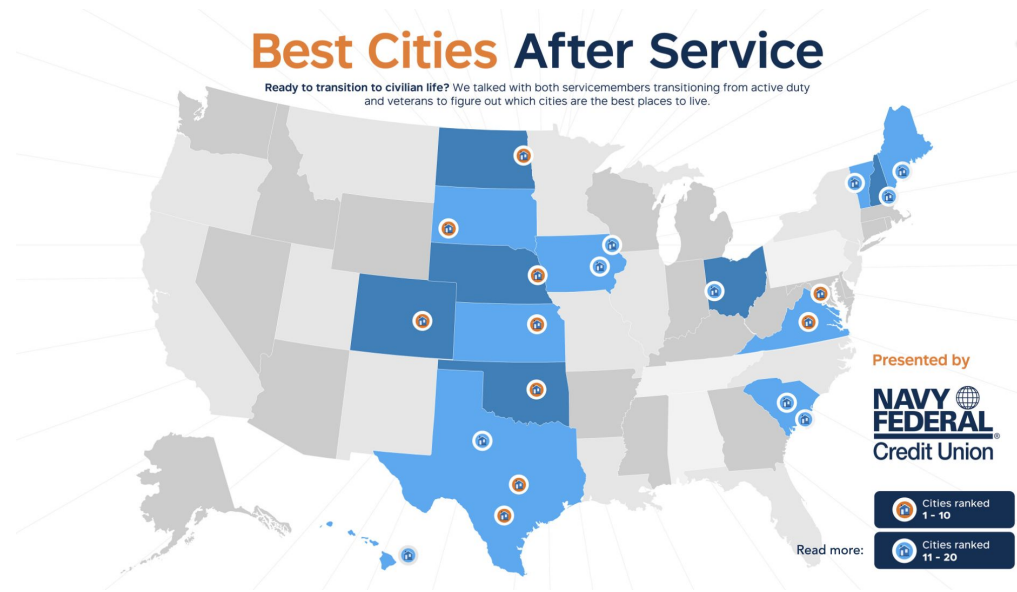 Best Cities After Service
Ready to transition to civilian life? We talked with both servicemembers transitioning from active duty
and veterans to figure out which cities are the best places to live.
Presented by
NAVY
FEDERAL®
Credit Union
Cities ranked
1 - 10
Read more:
Cities ranked
11 - 20